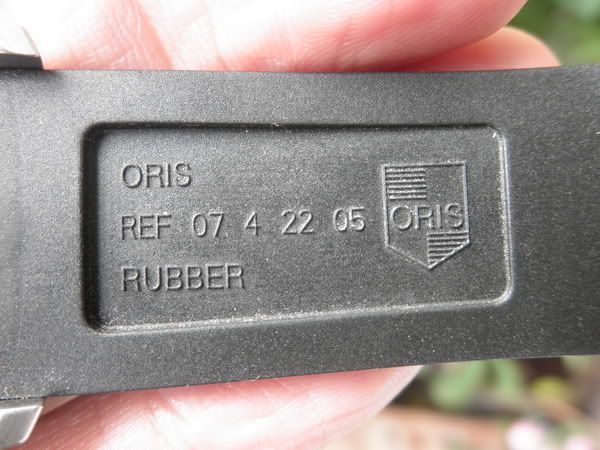 ORIS
REF 07 4 22 05
RUBBER
ORIS